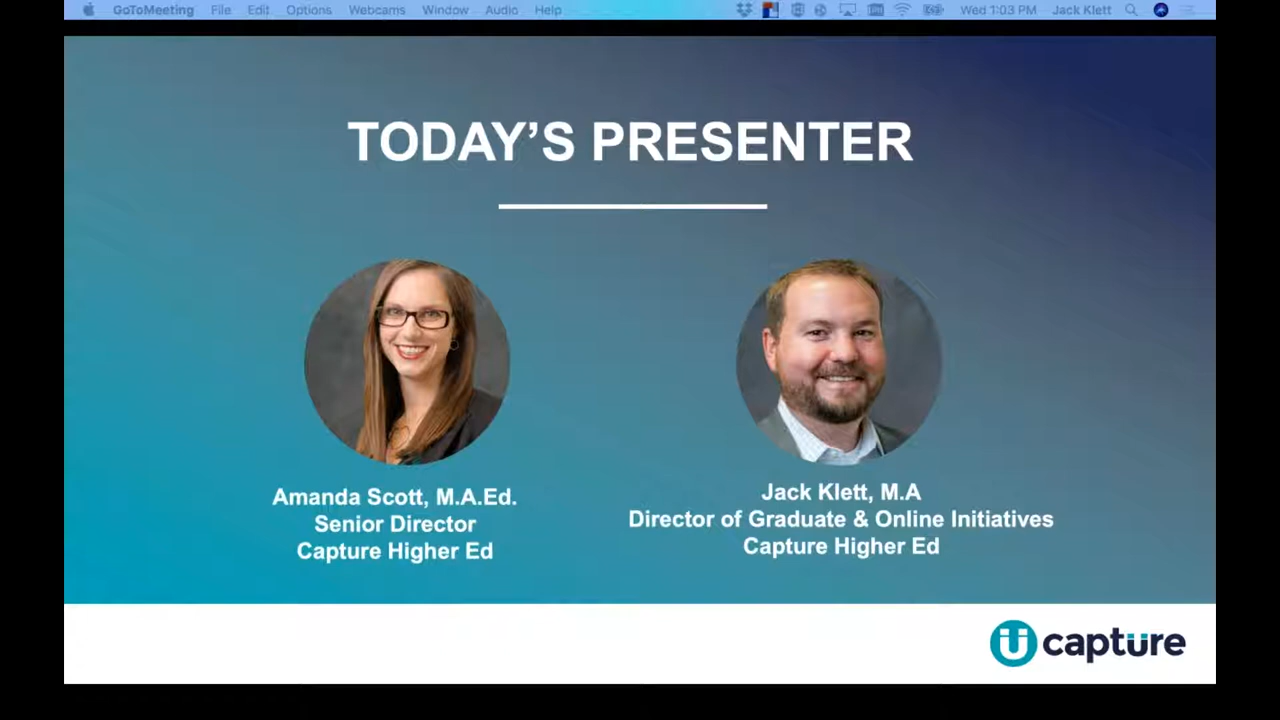 GoToMeeting File Edit Options Webcams Window Audio Help Wed 1:03 PM Jack Klett
TODAY’S PRESENTER
Amanda Scott, M.A.Ed.
Senior Director
Capture Higher Ed
Jack Klett, M.A
Director of Graduate & Online Initiatives
Capture Higher Ed
capture